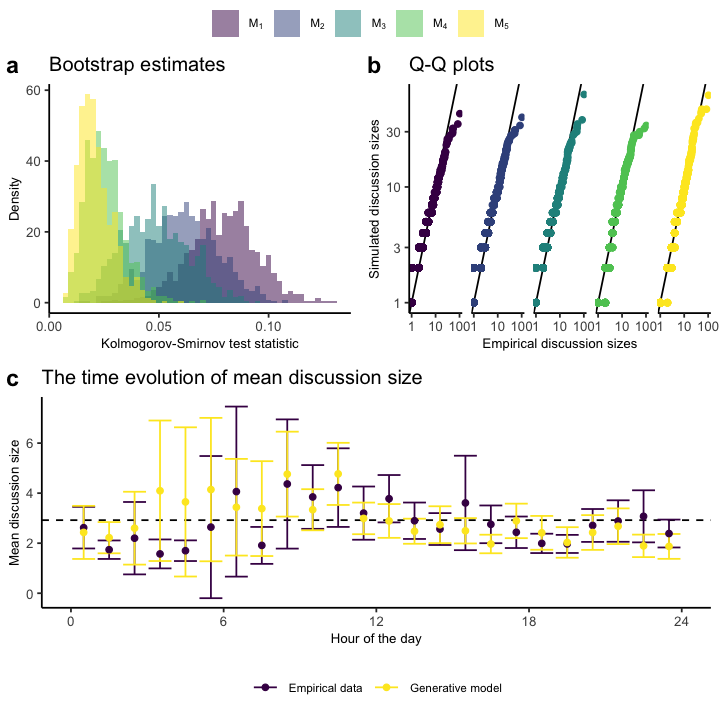 M1 M2 M3 M4 M5
a Bootstrap estimates
b Q-Q plots
60
40
20
0
Density
0.00 0.05 0.10
Kolmogorov-Smirnov test statistic
30
10
3
1
Simulated discussion sizes
1 10 100 1 10 100 1 10 100 1 10 100 1 10 100
Empirical discussion sizes
c The time evolution of mean discussion size
6
4
2
0
Mean discussion size
0 6 12 18 24
Hour of the day
Empirical data Generative model